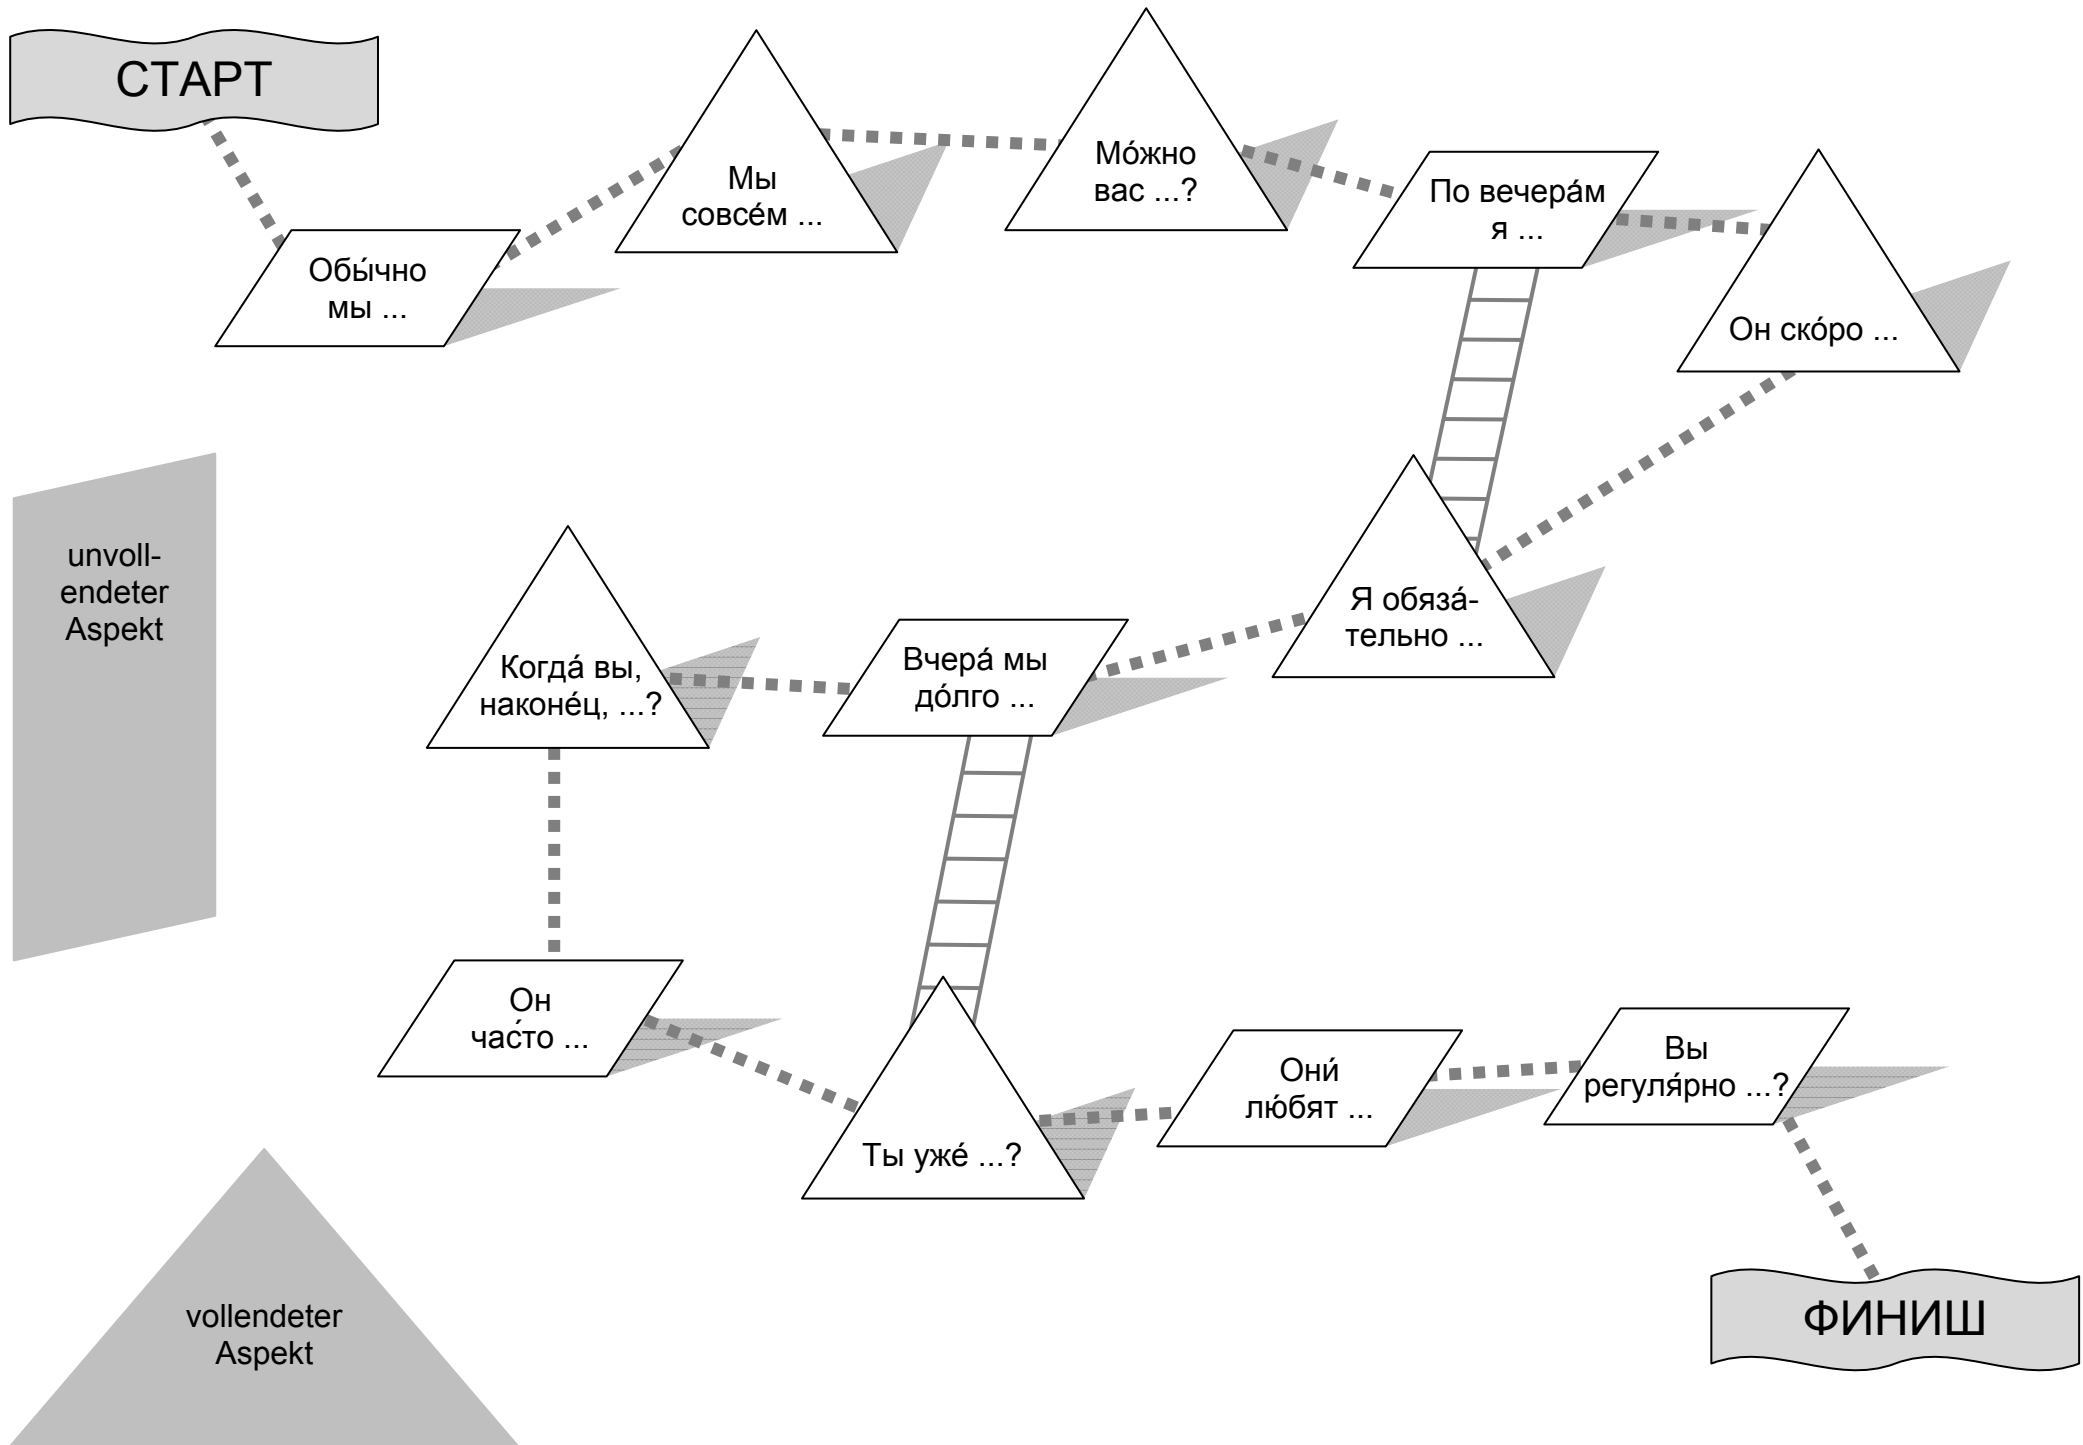 СТАРТ
Обы́чно
мы ...
Мы
совсе́м ...
Мо́жно
вас ...?
По вечера́м
я ...
Он ско́ро ...
Я обяза́-
тельно ...
Вчера́ мы
до́лго ...
Когда́ вы,
наконе́ц, ...?
Он
час́то ...
Ты уже́ ...?
Они́
лю́бят ...
Вы
регуля́рно ...?
ФИНИШ
unvoll-
endeter
Aspekt
vollendeter
Aspekt